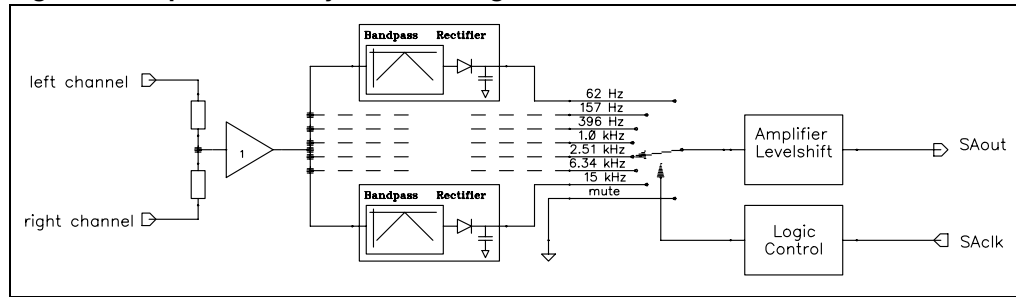 Bandpass Rectifier
left channel
62 Hz
157 Hz
396 Hz
1.0 kHz
2.51 kHz
6.34 kHz
15 kHz
mute
1
Amplifier
Levelshift
SAout
Bandpass Rectifier
right channel
Logic
Control
SAclk